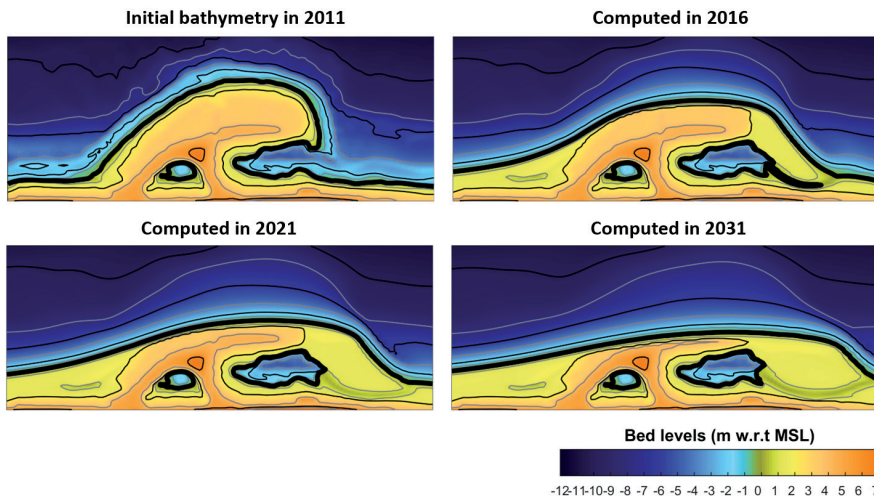 Initial bathymetry in 2011
Computed in 2016
Computed in 2021
Computed in 2031
Bed levels (m w.r.t MSL)
-12-11-10-9 -8 -7 -6 -5 -4 -3 -2 -1 0 1 2 3 4 5 6 7